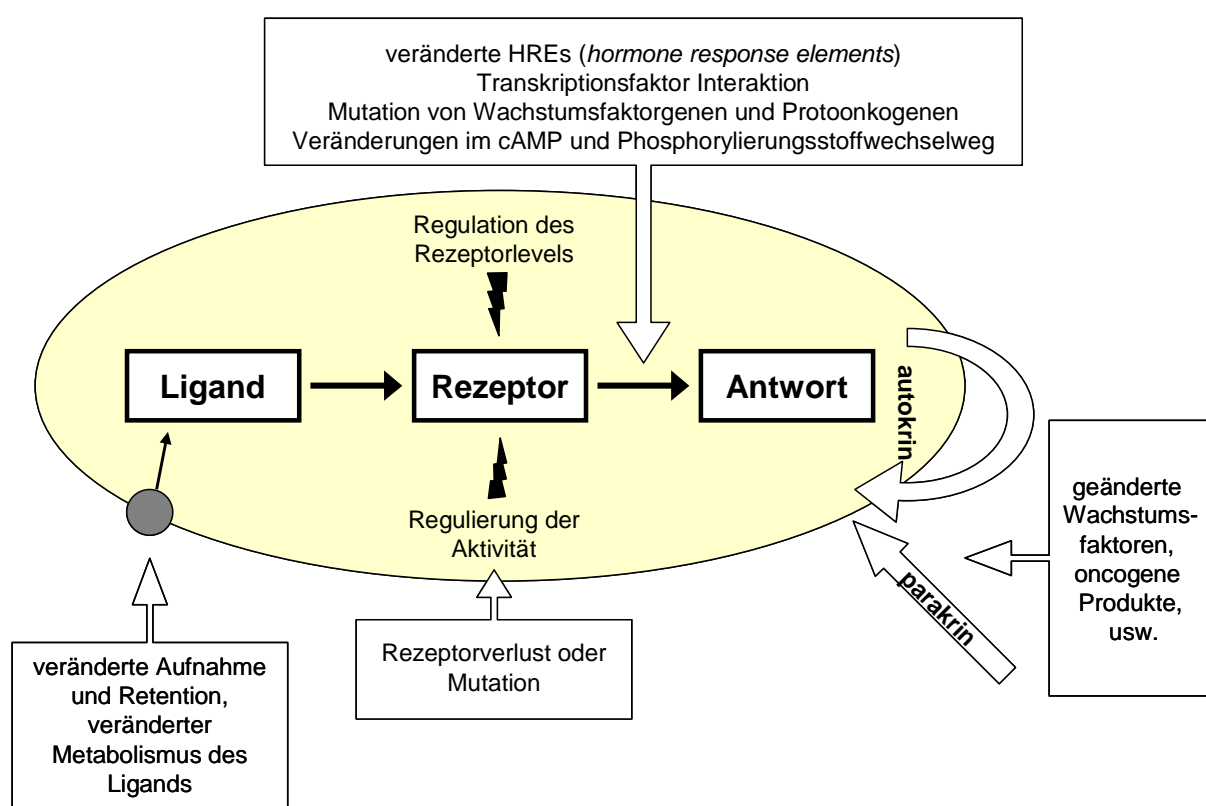 veränderte HREs (hormone response elements)
Transkriptionsfaktor Interaktion
Mutation von Wachstumsfaktorgenen und Protoonkogenen
Veränderungen im cAMP und Phosphorylierungsstoffwechselweg
Regulation des
Rezeptorlevels
Ligand
Rezeptor
Antwort
autokrin
Regulierung der
Aktivität
parakrin
geänderte
Wachstums-
faktoren,
oncogene
Produkte,
usw.
veränderte Aufnahme
und Retention,
veränderter
Metabolismus des
Ligands
Rezeptorverlust oder
Mutation